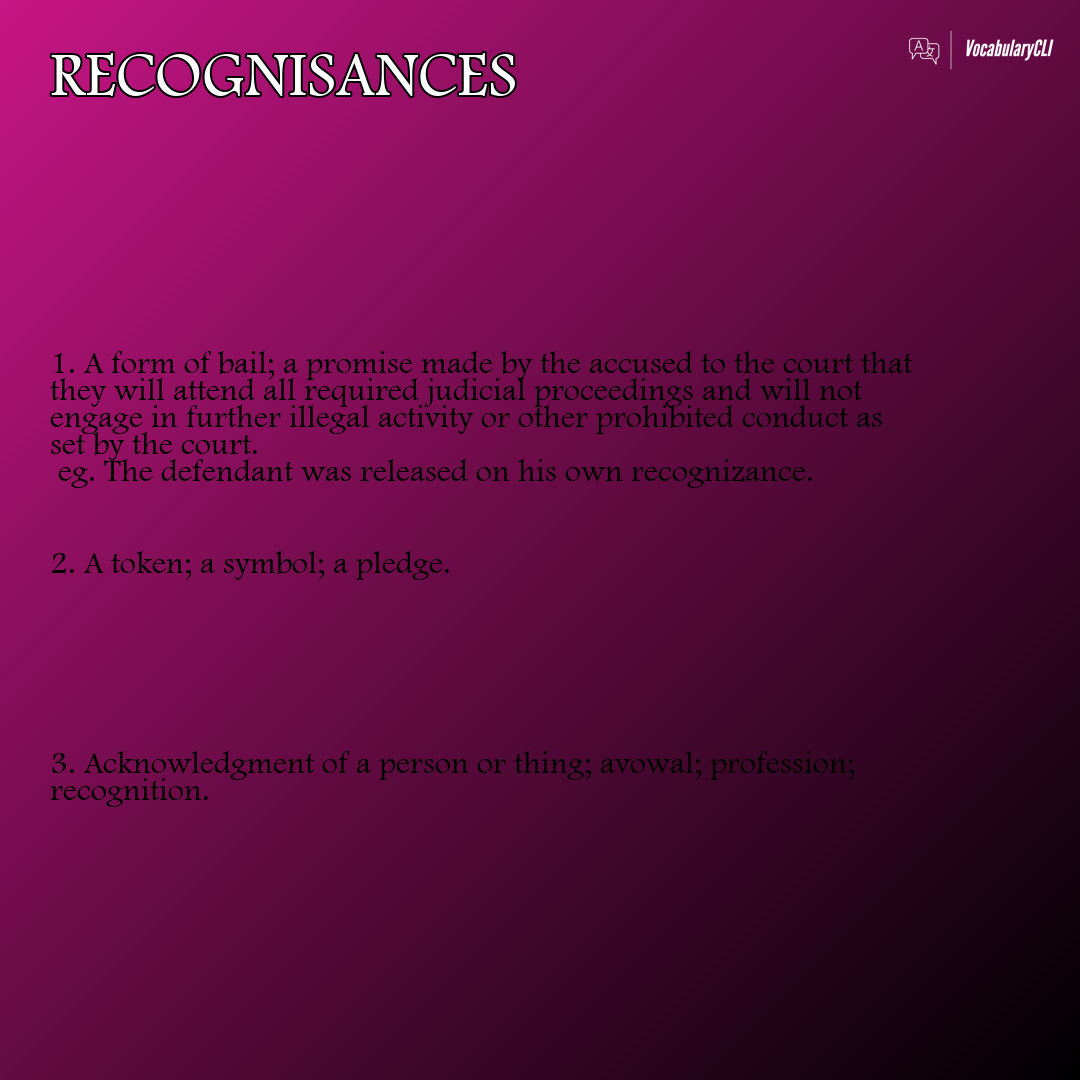 RECOGNISANCES
VocabularyCLI
1. A form of bail; a promise made by the accused to the court that
they will attend all required judicial proceedings and will not
engage in further illegal activity or other prohibited conduct as
set by the court.
eg. The defendant was released on his own recognizance.
2. A token; a symbol; a pledge.
3. Acknowledgment of a person or thing; avowal; profession;
recognition.